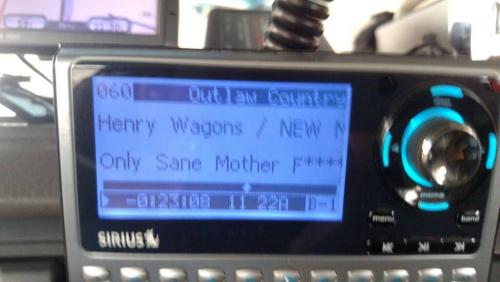 060 Outlaw Country
Henry Wagons / NEW
Only Sane Mother F****
-0:23:08 11 22A B-1
SIRIUS
menu
band